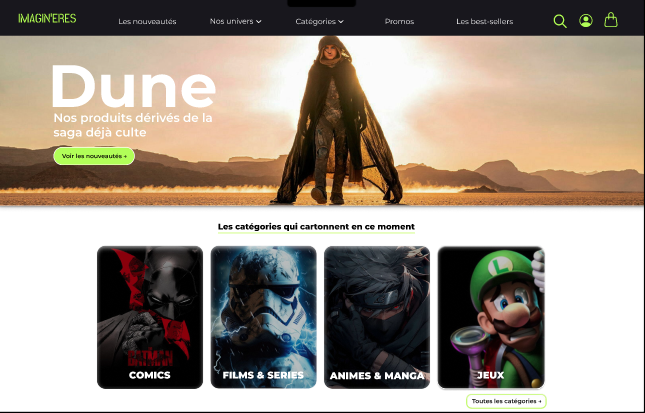 IMAGIN'ERES
Les nouveautés
Nos univers
Catégories
Promos
Les best-sellers
Dune
Nos produits dérivés de la
saga déjà culte
Voir les nouveautés
Les catégories qui cartonnent en ce moment
BATMAN
COMICS
FILMS & SERIES
ANIMES & MANGA
JEUX
Toutes les catégories